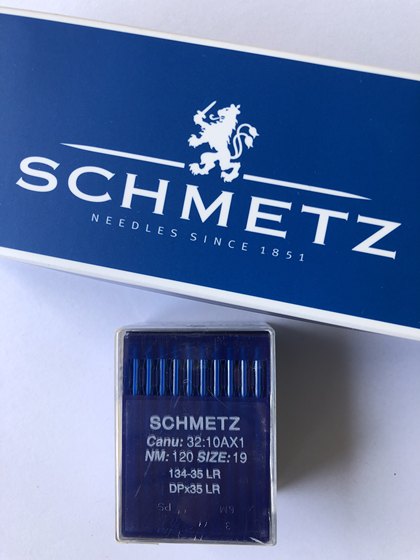 SCHMETZ
NEEDLES SINCE 1851
SCHMETZ
Canu: 32:10AX1
NM: 120 SIZE: 19
134-35 LR
DPx35 LR